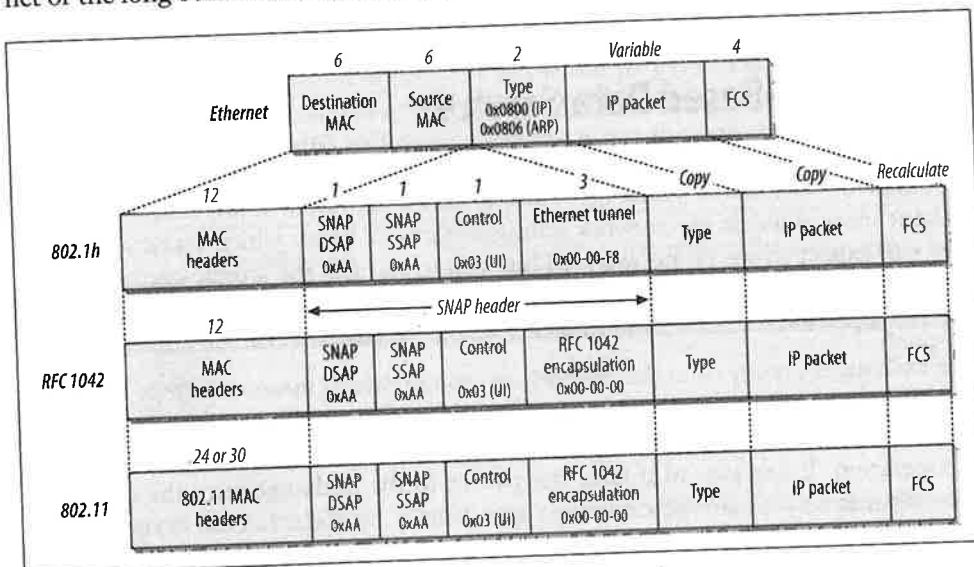 net or the long
6 6 2 Variable 4
Ethernet Destination MAC Source MAC Type 0x0800 (IP) 0x0806 (ARP) IP packet FCS
12 1 1 1 3 Copy Copy Recalculate
802.1h MAC headers SNAP DSAP 0xAA SNAP SSAP 0xAA Control 0x03 (UI) Ethernet tunnel 0x00-00-F8 Type IP packet FCS
SNAP header
12
RFC 1042 MAC headers SNAP DSAP 0xAA SNAP SSAP 0xAA Control 0x03 (UI) RFC 1042 encapsulation 0x00-00-00 Type IP packet FCS
24 or 30
802.11 802.11 MAC headers SNAP DSAP 0xAA SNAP SSAP 0xAA Control 0x03 (UI) RFC 1042 encapsulation 0x00-00-00 Type IP packet FCS